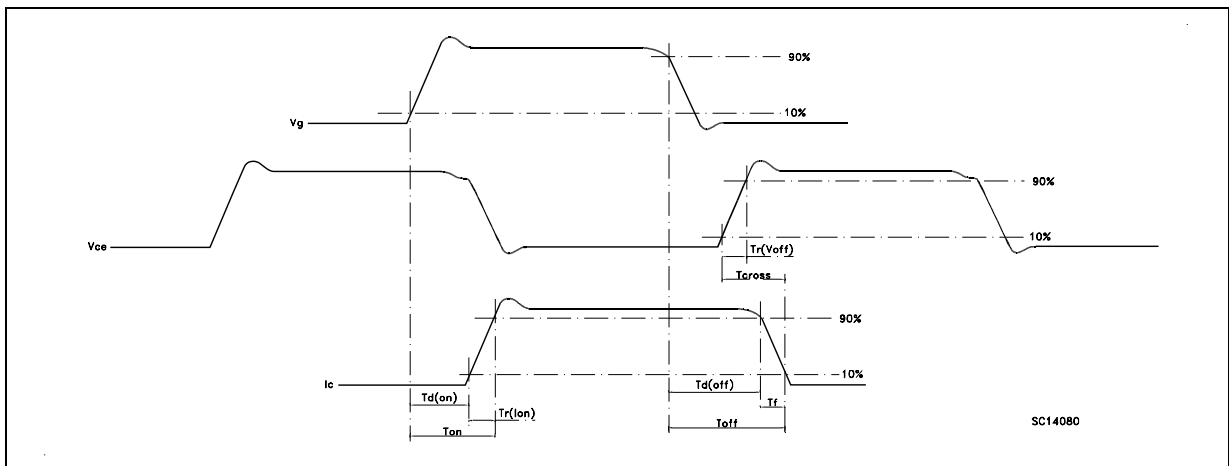 90%
10%
Vg
90%
Vce
10%
Tr(Voff)
Tcross
90%
10%
Ic
Td(on)
Td(off)
Tf
Tr(Ion)
Ton
Toff
SC14080